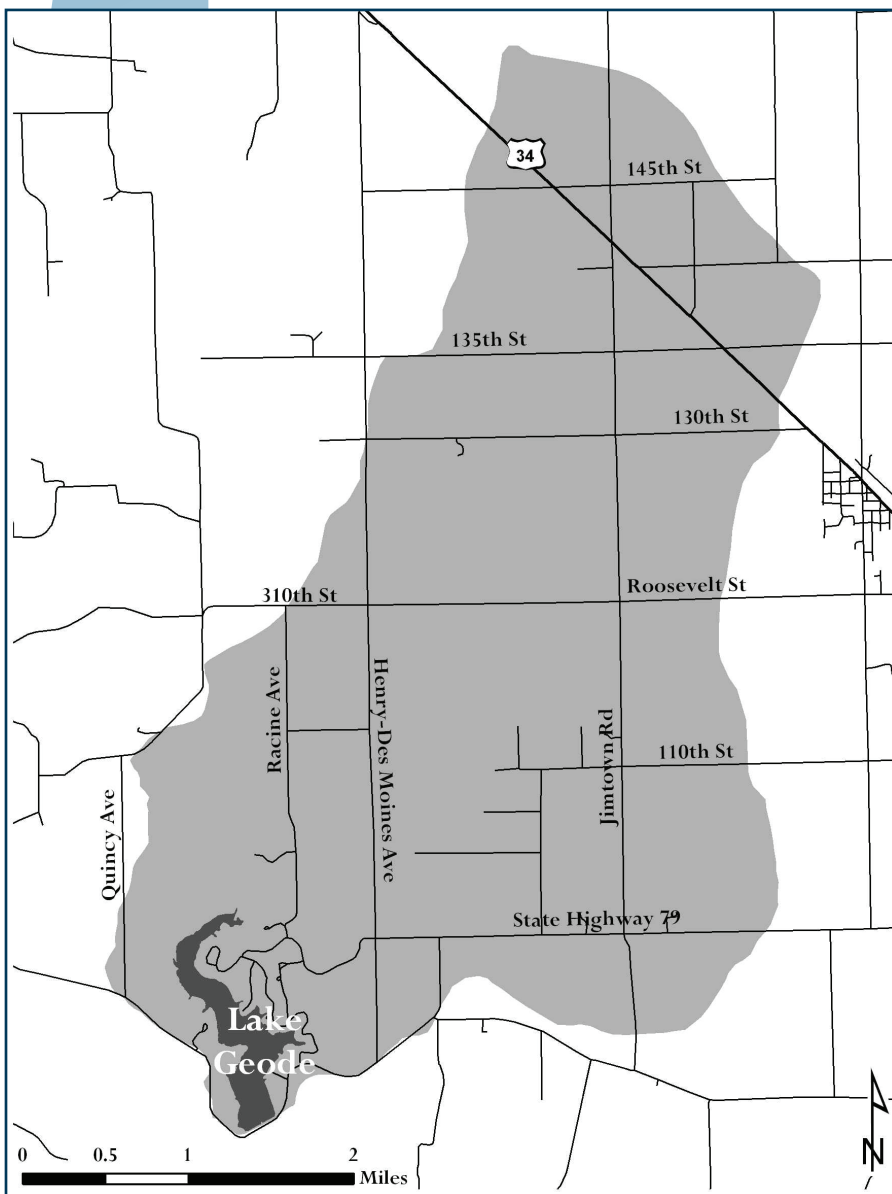 34
145th St
135th St
130th St
310th St
Roosevelt St
Racine Ave
Henry-Des Moines Ave
Jimtown Rd
110th St
Quincy Ave
State Highway 79
Lake
Geode
0 0.5 1 2
Miles
N